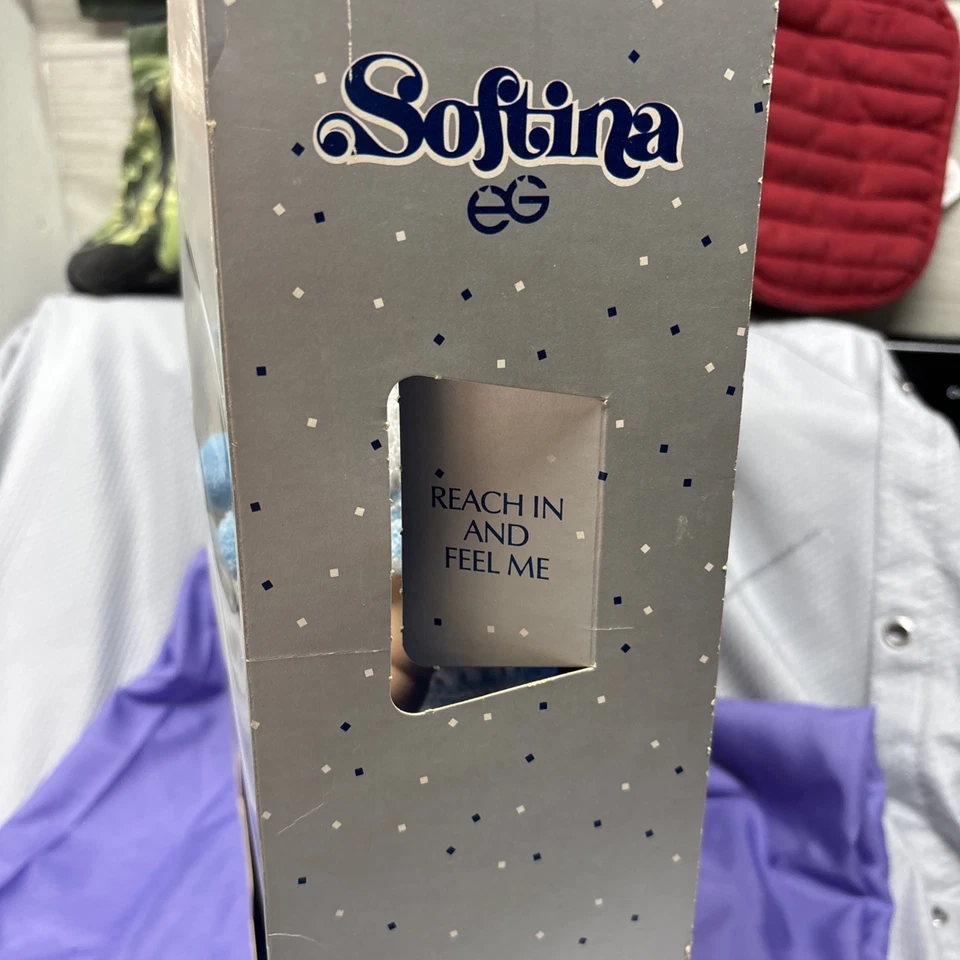 Softina
eG
REACH IN
AND
FEEL ME